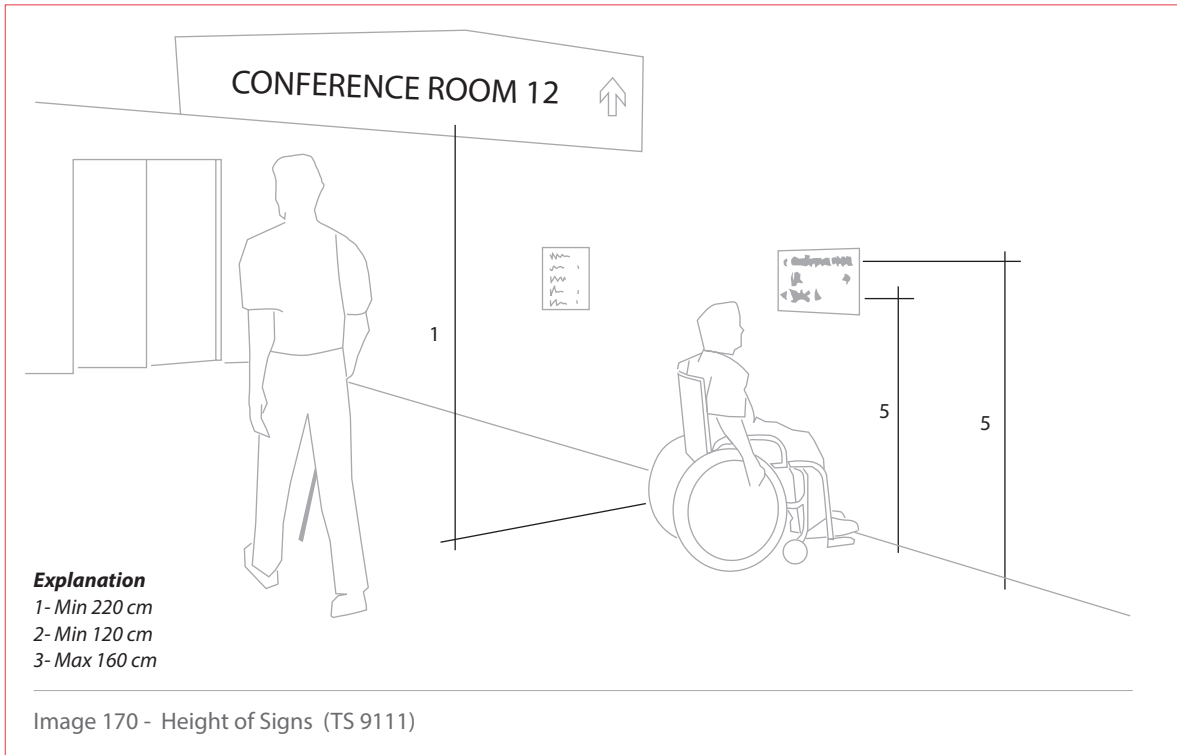 CONFERENCE ROOM 12
1
5
5
Explanation
1- Min 220 cm
2- Min 120 cm
3- Max 160 cm
Image 170 - Height of Signs (TS 9111)